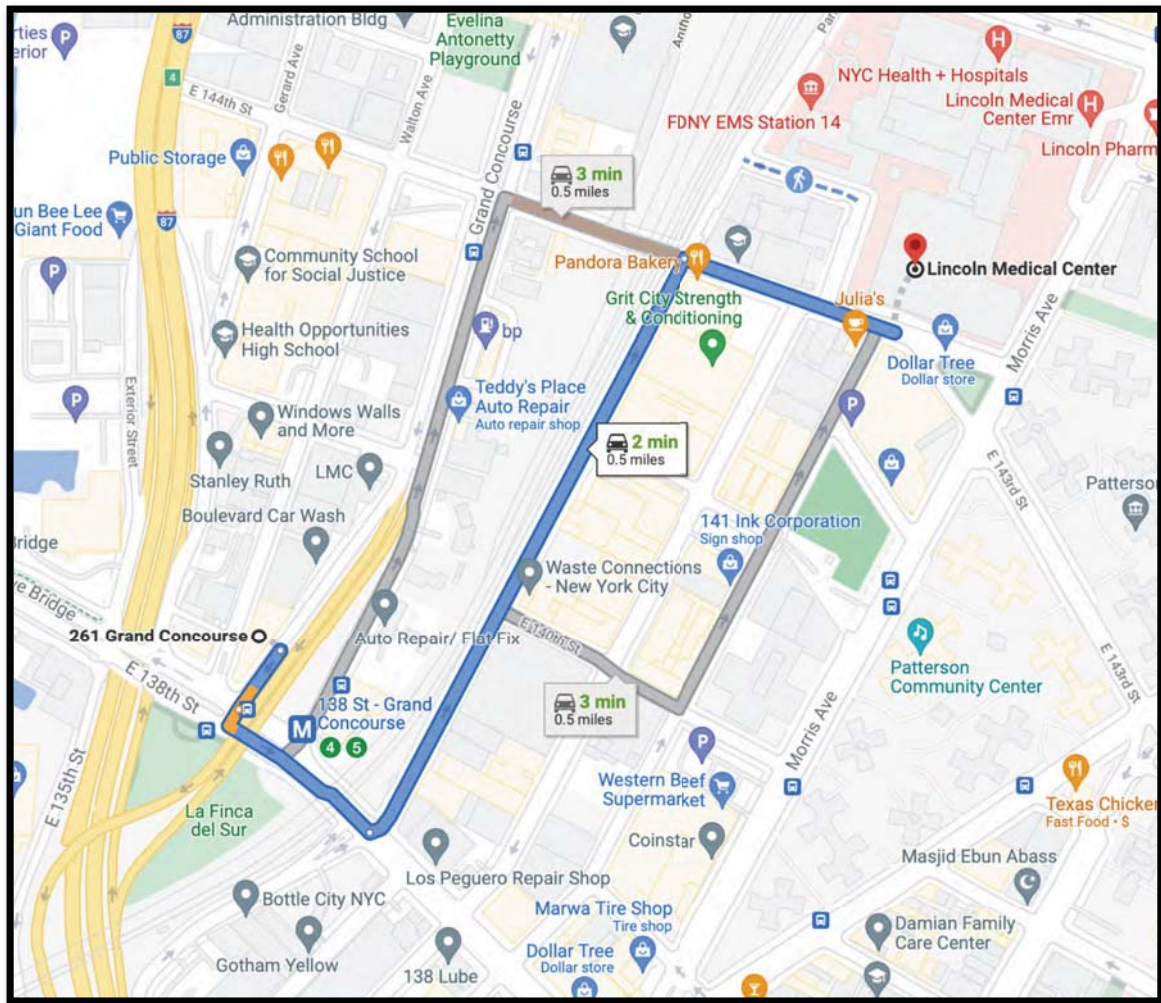 rties
erior
P
87
Administration Bldg
Evelina
Antonetty
Playground
4
E 144th St
Gerard Ave
Walton Ave
Grand Concourse
NYC Health + Hospitals
H
Lincoln Medical
Center Emr
H
FDNY EMS Station 14
Lincoln Pharm
Public Storage
3 min
0.5 miles
un Bee Lee
Giant Food
87
P
Community School
for Social Justice
Pandora Bakery
Lincoln Medical Center
Grit City Strength
& Conditioning
Julia's
Health Opportunities
High School
bp
Morris Ave
Dollar Tree
Dollar store
P
Exterior Street
Teddy's Place
Auto Repair
Auto repair shop
P
Windows Walls
and More
2 min
0.5 miles
Stanley Ruth
LMC
E 143rd St
Patterson
Boulevard Car Wash
141 Ink Corporation
Sign shop
Bridge
Waste Connections
- New York City
ve Bridge
261 Grand Concourse
Auto Repair/ Flat Fix
E 140th St
Patterson
Community Center
E 143rd St
E 138th St
138 St - Grand
Concourse
M
4 5
3 min
0.5 miles
Morris Ave
P
E 135th St
La Finca
del Sur
Western Beef
Supermarket
Texas Chicken
Fast Food • $
Coinstar
Masjid Ebun Abass
Los Peguero Repair Shop
Bottle City NYC
Marwa Tire Shop
Tire shop
Damian Family
Care Center
Gotham Yellow
138 Lube
Dollar Tree
Dollar store